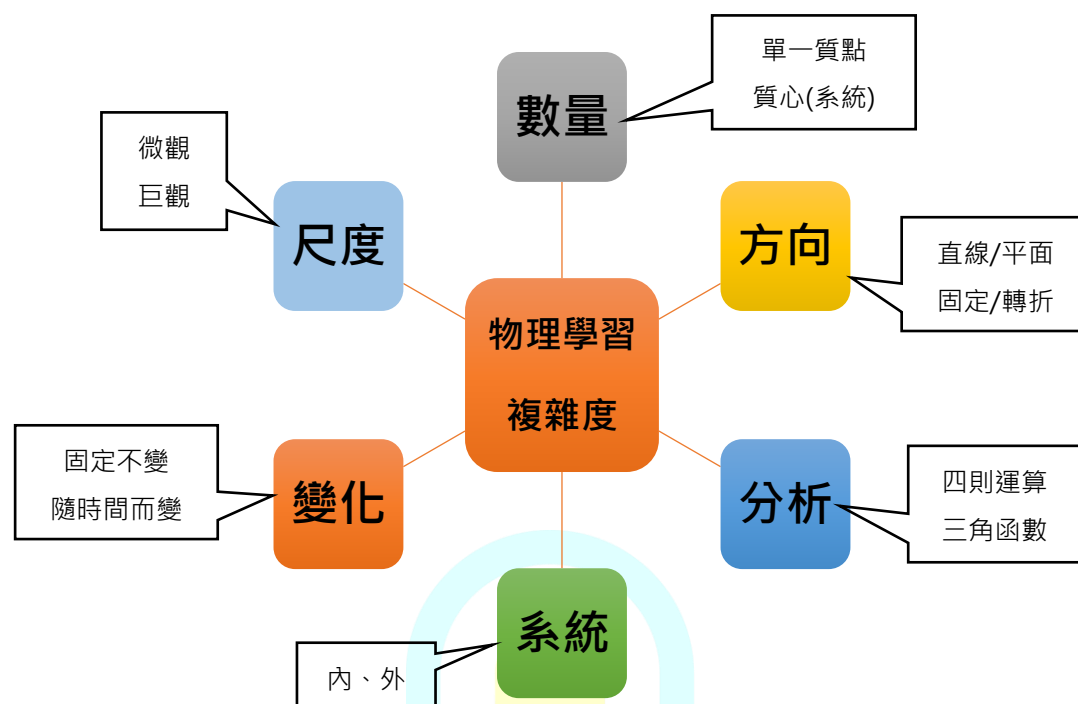 單一質點
質心(系統)
數量
微觀
巨觀
尺度
方向
直線/平面
固定/轉折
物理學習
複雜度
固定不變
隨時間而變
變化
分析
四則運算
三角函數
系統
內、外